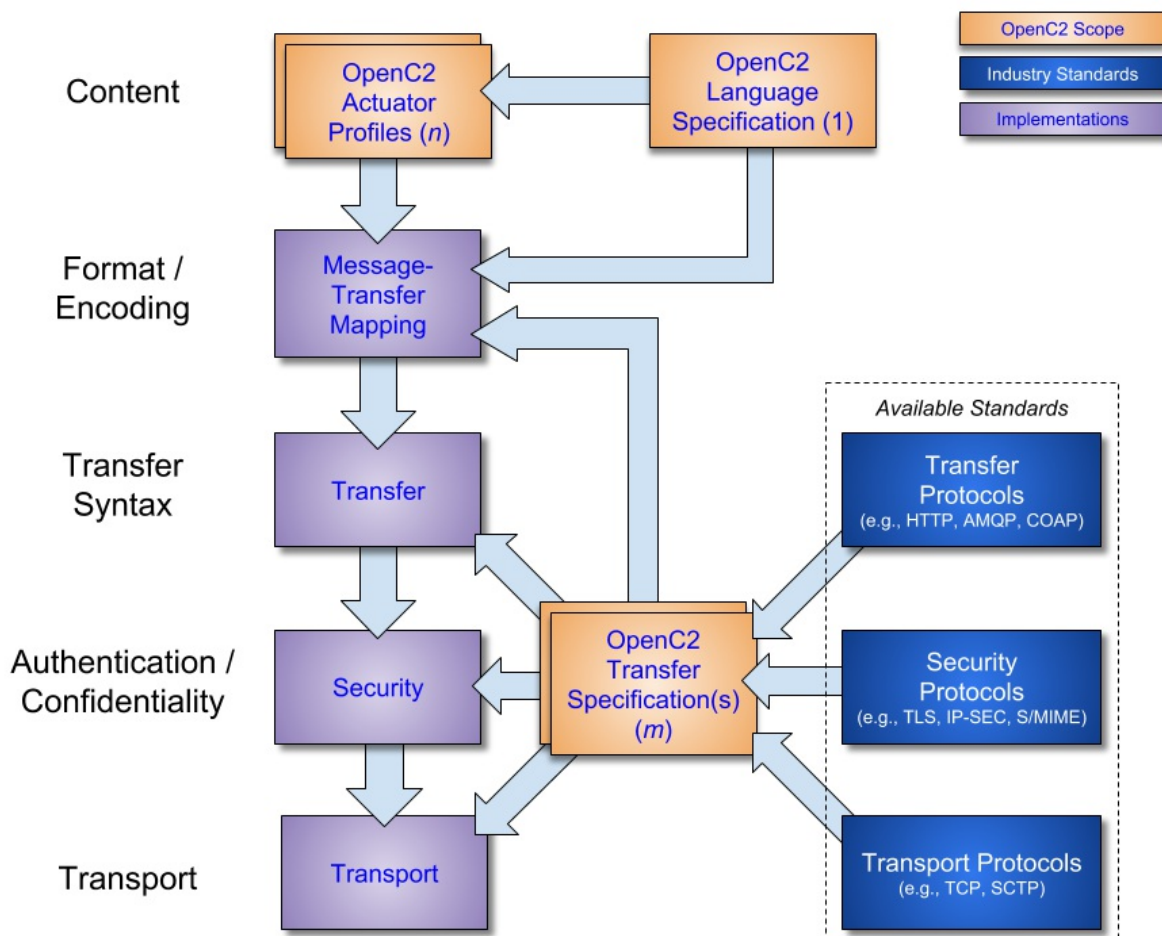 Content
OpenC2
Actuator
Profiles (n)
OpenC2
Language
Specification (1)
OpenC2 Scope
Industry Standards
Implementations
Format /
Encoding
Message-
Transfer
Mapping
Transfer
Syntax
Transfer
Available Standards
Transfer
Protocols
(e.g., HTTP, AMQP, COAP)
Authentication /
Confidentiality
Security
OpenC2
Transfer
Specification(s)
(m)
Security
Protocols
(e.g., TLS, IP-SEC, S/MIME)
Transport
Transport
Transport Protocols
(e.g., TCP, SCTP)